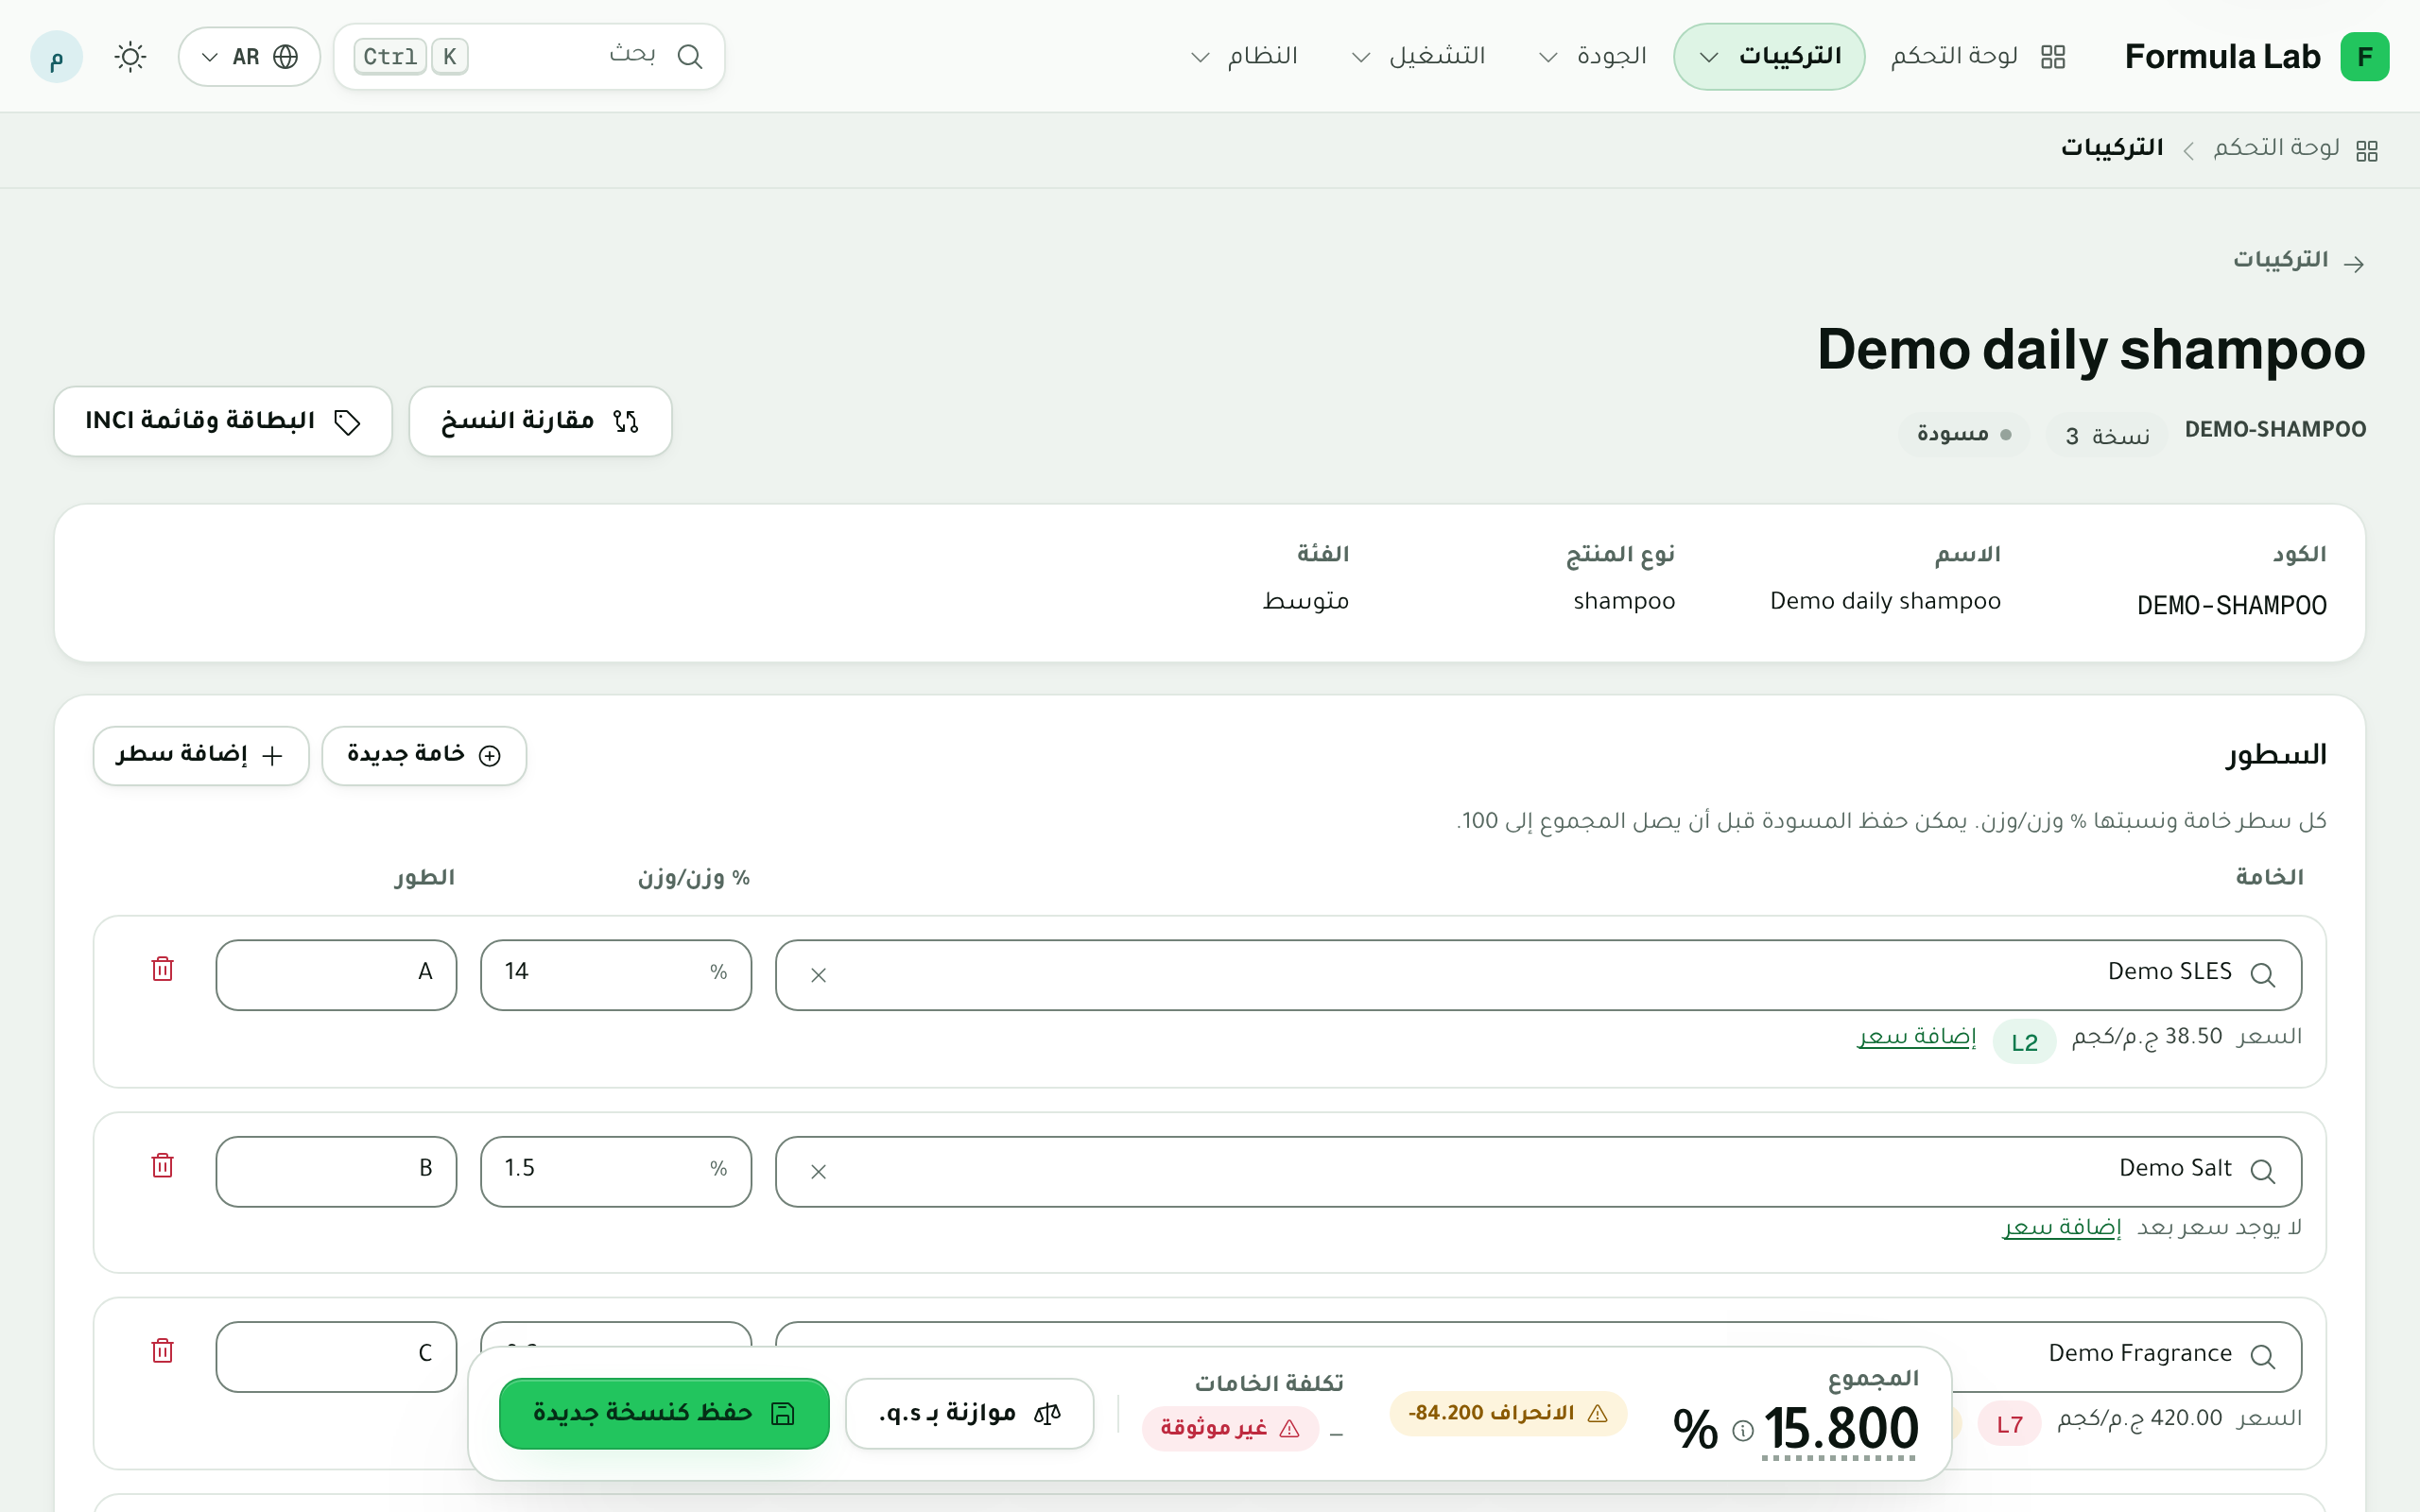 F Formula Lab لوحة التحكم التركيبات الجودة التشغيل النظام بحث Ctrl K AR م
لوحة التحكم التركيبات
التركيبات
Demo daily shampoo
DEMO-SHAMPOO نسخة 3 مسودة
مقارنة النسخ البطاقة وقائمة INCI
الكود الاسم نوع المنتج الفئة
DEMO-SHAMPOO Demo daily shampoo shampoo متوسط
السطور خامة جديدة إضافة سطر
كل سطر خامة ونسبتها % وزن/وزن. يمكن حفظ المسودة قبل أن يصل المجموع إلى 100.
الخامة % وزن/وزن الطور
Demo SLES 14 % A
السعر 38.50 ج.م/كجم L2 إضافة سعر
Demo Salt 1.5 % B
لا يوجد سعر بعد إضافة سعر
Demo Fragrance C
السعر 420.00 ج.م/كجم L7
المجموع
15.800 %
الانحراف -84.200
تكلفة الخامات
— غير موثوقة
موازنة بـ q.s.
حفظ كنسخة جديدة